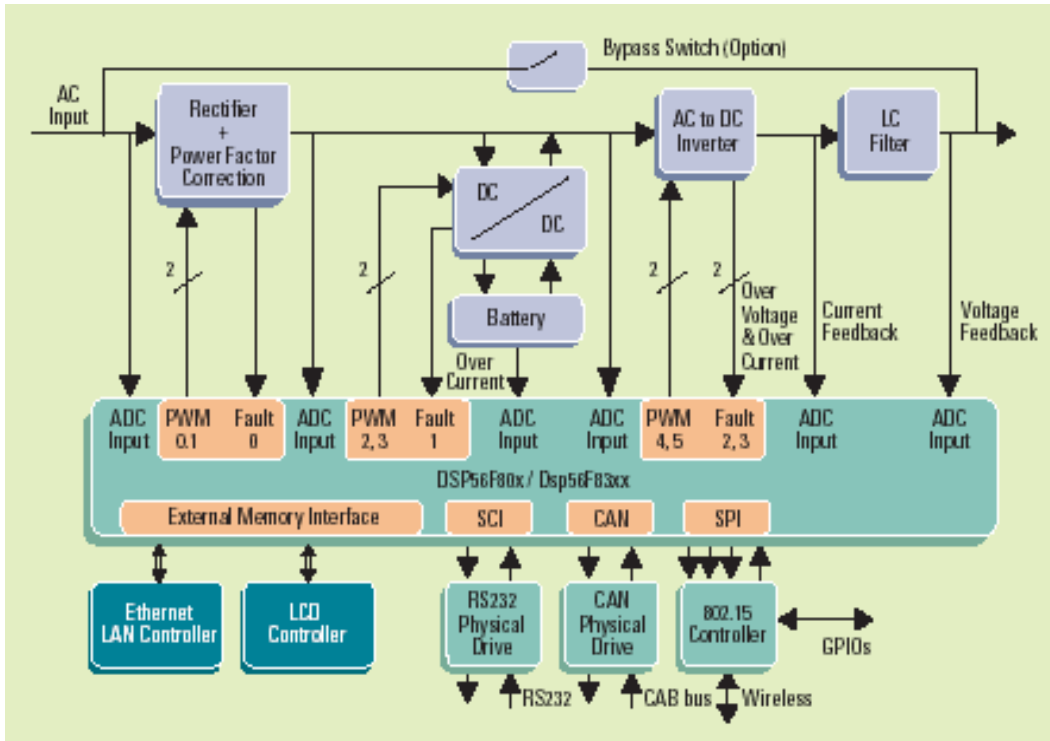 Bypass Switch (Option)
AC
Input
Rectifier
+
Power Factor
Correction
AC to DC
Inverter
LC
Filter
DC
DC
2
2
2
2
Battery
Over
Current
Over
Voltage
& Over
Current
Current
Feedback
Voltage
Feedback
ADC
Input
PWM
0.1
Fault
0
ADC
Input
PWM
2, 3
Fault
1
ADC
Input
ADC
Input
PWM
4, 5
Fault
2, 3
ADC
Input
ADC
Input
DSP56F80x / Dsp56F83xx
External Memory Interface
SCI
CAN
SPI
Ethernet
LAN Controller
LCD
Controller
RS232
Physical
Drive
CAN
Physical
Drive
802.15
Controller
GPIOs
RS232
CAB bus
Wireless